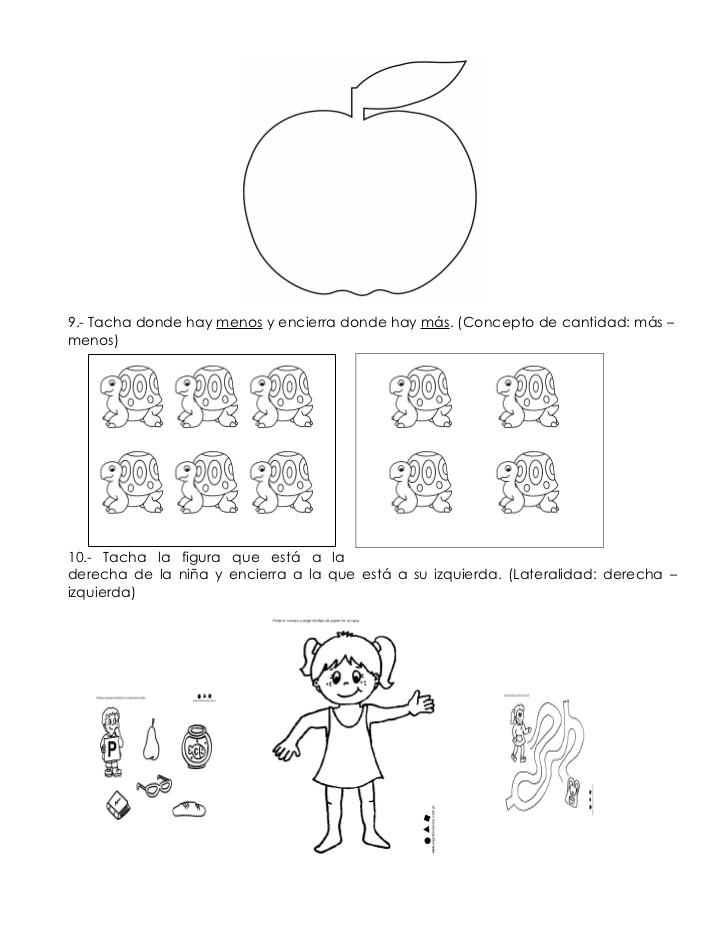 9.- Tacha donde hay menos y encierra donde hay más. (Concepto de cantidad: más –
menos)
10.- Tacha la figura que está a la
derecha de la niña y encierra a la que está a su izquierda. (Lateralidad: derecha –
izquierda)
P